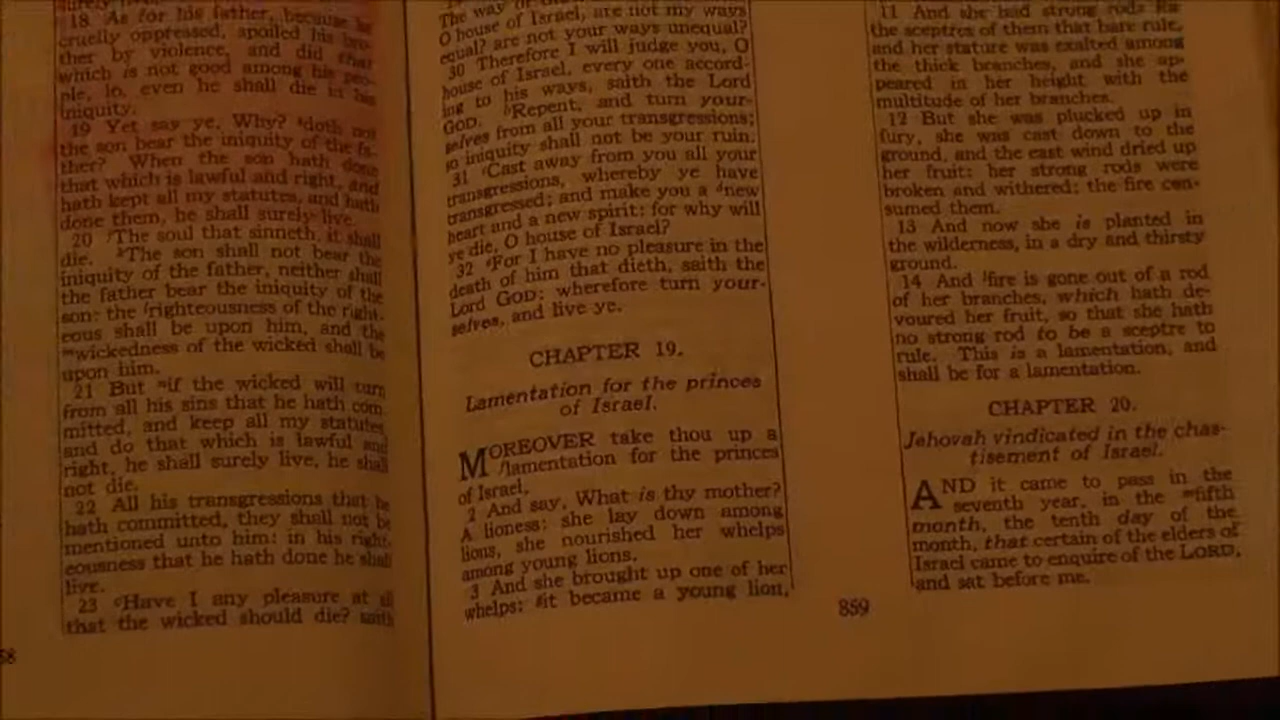 18 As for his father, because he
cruelly oppressed, spoiled his bro-
ther by violence, and did that
which is not good among his peo-
ple, lo, even he shall die in his
iniquity.
19 Yet say ye, Why? doth not
the son bear the iniquity of the fa-
ther? When the son hath done
that which is lawful and right, and
hath kept all my statutes, and hath
done them, he shall surely live.
20 The soul that sinneth, it shall
die. The son shall not bear the
iniquity of the father, neither shall
the father bear the iniquity of the
son: the righteousness of the right-
eous shall be upon him, and the
wickedness of the wicked shall be
upon him.
21 But if the wicked will turn
from all his sins that he hath com-
mitted, and keep all my statutes,
and do that which is lawful and
right, he shall surely live, he shall
not die.
22 All his transgressions that he
hath committed, they shall not be
mentioned unto him: in his right-
eousness that he hath done he shall
live.
23 Have I any pleasure at all
that the wicked should die? saith
58
The way of
O house of Israel, are not my ways
equal? are not your ways unequal?
30 Therefore I will judge you, O
house of Israel, every one accord-
ing to his ways, saith the Lord
GOD. Repent, and turn your-
selves from all your transgressions;
so iniquity shall not be your ruin.
31 Cast away from you all your
transgressions, whereby ye have
transgressed; and make you a new
heart and a new spirit: for why will
ye die, O house of Israel?
32 For I have no pleasure in the
death of him that dieth, saith the
Lord GOD: wherefore turn your-
selves, and live ye.
CHAPTER 19.
Lamentation for the princes
of Israel.
MOREOVER take thou up a
lamentation for the princes
of Israel,
2 And say, What is thy mother?
A lioness: she lay down among
lions, she nourished her whelps
among young lions.
3 And she brought up one of her
whelps: it became a young lion,
859
11 And she had strong rods for
the sceptres of them that bare rule,
and her stature was exalted among
the thick branches, and she ap-
peared in her height with the
multitude of her branches.
12 But she was plucked up in
fury, she was cast down to the
ground, and the east wind dried up
her fruit: her strong rods were
broken and withered; the fire con-
sumed them.
13 And now she is planted in
the wilderness, in a dry and thirsty
ground.
14 And fire is gone out of a rod
of her branches, which hath de-
voured her fruit, so that she hath
no strong rod to be a sceptre to
rule. This is a lamentation, and
shall be for a lamentation.
CHAPTER 20.
Jehovah vindicated in the chas-
tisement of Israel.
AND it came to pass in the
seventh year, in the fifth
month, the tenth day of the
month, that certain of the elders of
Israel came to enquire of the LORD,
and sat before me.